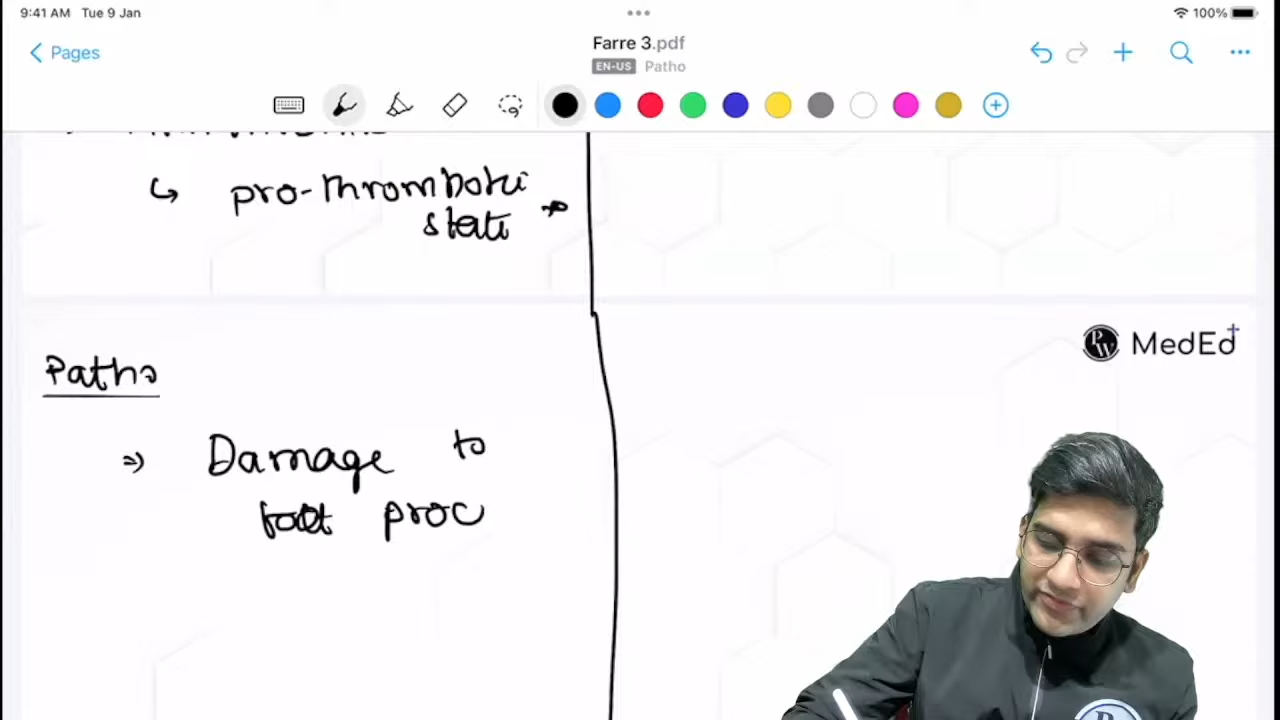 9:41 AM Tue 9 Jan
100%
Pages
Farre 3.pdf
EN-US Patho
pro-thrombotic
state
PW MedEd
Patho
⇒ Damage to
foot proc